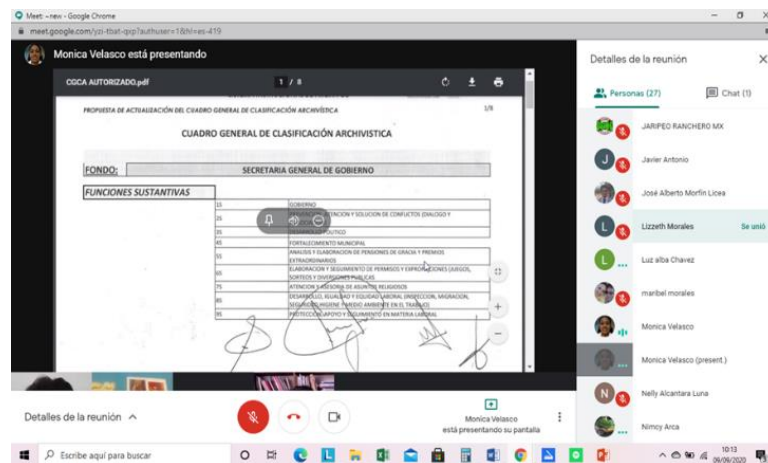 Meet: – new - Google Chrome
meet.google.com/yzi-tbat-qxp?authuser=1&hl=es-419
Monica Velasco está presentando
CGCA AUTORIZADO.pdf
1 / 8
PROPUESTA DE ACTUALIZACIÓN DEL CUADRO GENERAL DE CLASIFICACIÓN ARCHIVÍSTICA
1/8
CUADRO GENERAL DE CLASIFICACIÓN ARCHIVISTICA
FONDO:
SECRETARIA GENERAL DE GOBIERNO
FUNCIONES SUSTANTIVAS
1S GOBIERNO
2S ATENCION Y SOLUCION DE CONFLICTOS (DIALOGO Y
3S DESARROLLO POLITICO
4S FORTALECIMIENTO MUNICIPAL
5S ANALISIS Y ELABORACION DE PENSIONES DE GRACIA Y PREMIOS
EXTRAORDINARIOS
6S ELABORACION Y SEGUIMIENTO DE PERMISOS Y (JUEGOS,
SORTEOS Y DIVERSIONES PUBLICAS
7S ATENCION Y ASESORIA DE ASUNTOS RELIGIOSOS
8S DESARROLLO, IGUALDAD Y EQUIDAD LABORAL (INSPECCION, MIGRACION,
SEGURIDAD, HIGIENE Y MEDIO AMBIENTE EN EL TRABAJO)
9S PROTECCION, APOYO Y SEGUIMIENTO EN MATERIA LABORAL
Detalles de la reunión
Personas (27)
Chat (1)
JARIPEO RANCHERO MX
J
Javier Antonio
José Alberto Morfin Licea
L
Lizzeth Morales
Se unió
L
Luz alba Chavez
maribel morales
Monica Velasco
Monica Velasco (present.)
N
Nelly Alcantara Luna
Nimcy Arca
Detalles de la reunión
Monica Velasco
está presentando su pantalla
Escribe aquí para buscar
10:13
06/09/2020